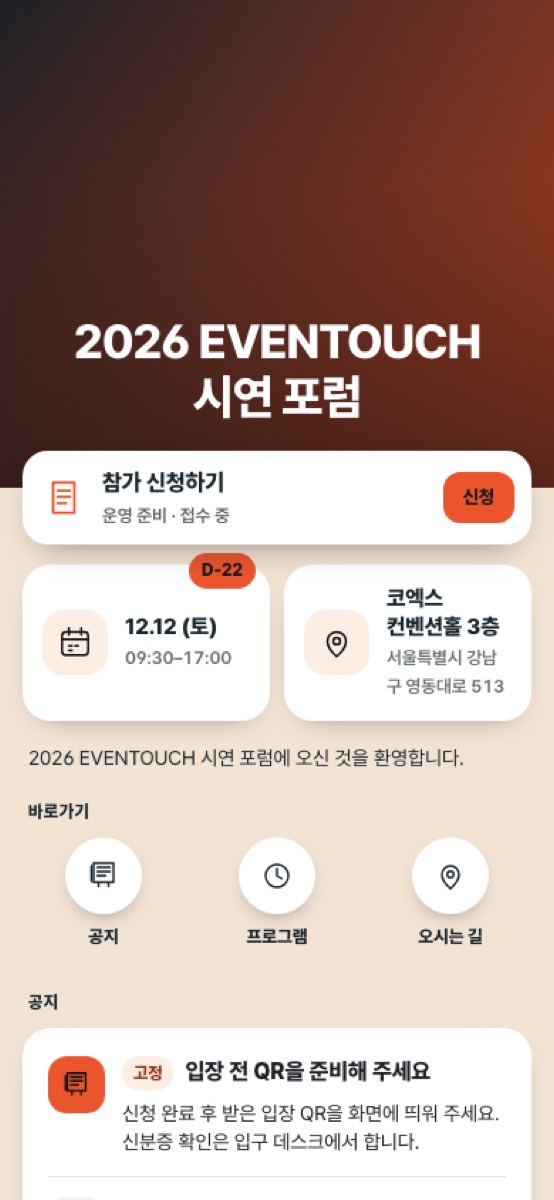 2026 EVENTOUCH
시연 포럼
참가 신청하기
운영 준비 · 접수 중
신청
D-22
12.12 (토)
09:30–17:00
코엑스
컨벤션홀 3층
서울특별시 강남
구 영동대로 513
2026 EVENTOUCH 시연 포럼에 오신 것을 환영합니다.
바로가기
공지
프로그램
오시는 길
공지
고정
입장 전 QR을 준비해 주세요
신청 완료 후 받은 입장 QR을 화면에 띄워 주세요.
신분증 확인은 입구 데스크에서 합니다.